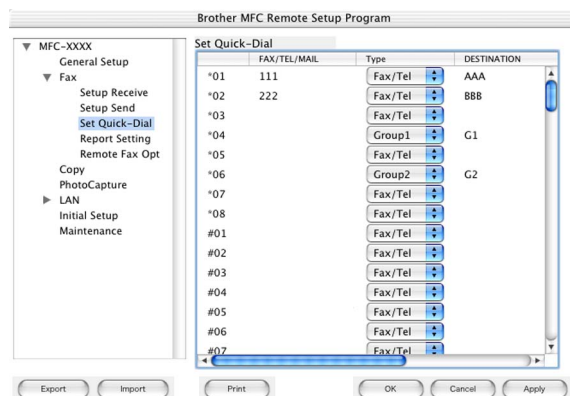 Brother MFC Remote Setup Program
MFC-XXXX
General Setup
Fax
Setup Receive
Setup Send
Set Quick-Dial
Report Setting
Remote Fax Opt
Copy
PhotoCapture
LAN
Initial Setup
Maintenance
Set Quick-Dial
FAX/TEL/MAIL Type DESTINATION
*01 111 Fax/Tel AAA
*02 222 Fax/Tel BBB
*03 Fax/Tel
*04 Group1 G1
*05 Fax/Tel
*06 Group2 G2
*07 Fax/Tel
*08 Fax/Tel
#01 Fax/Tel
#02 Fax/Tel
#03 Fax/Tel
#04 Fax/Tel
#05 Fax/Tel
#06 Fax/Tel
#07 Fax/Tel
Export Import Print OK Cancel Apply